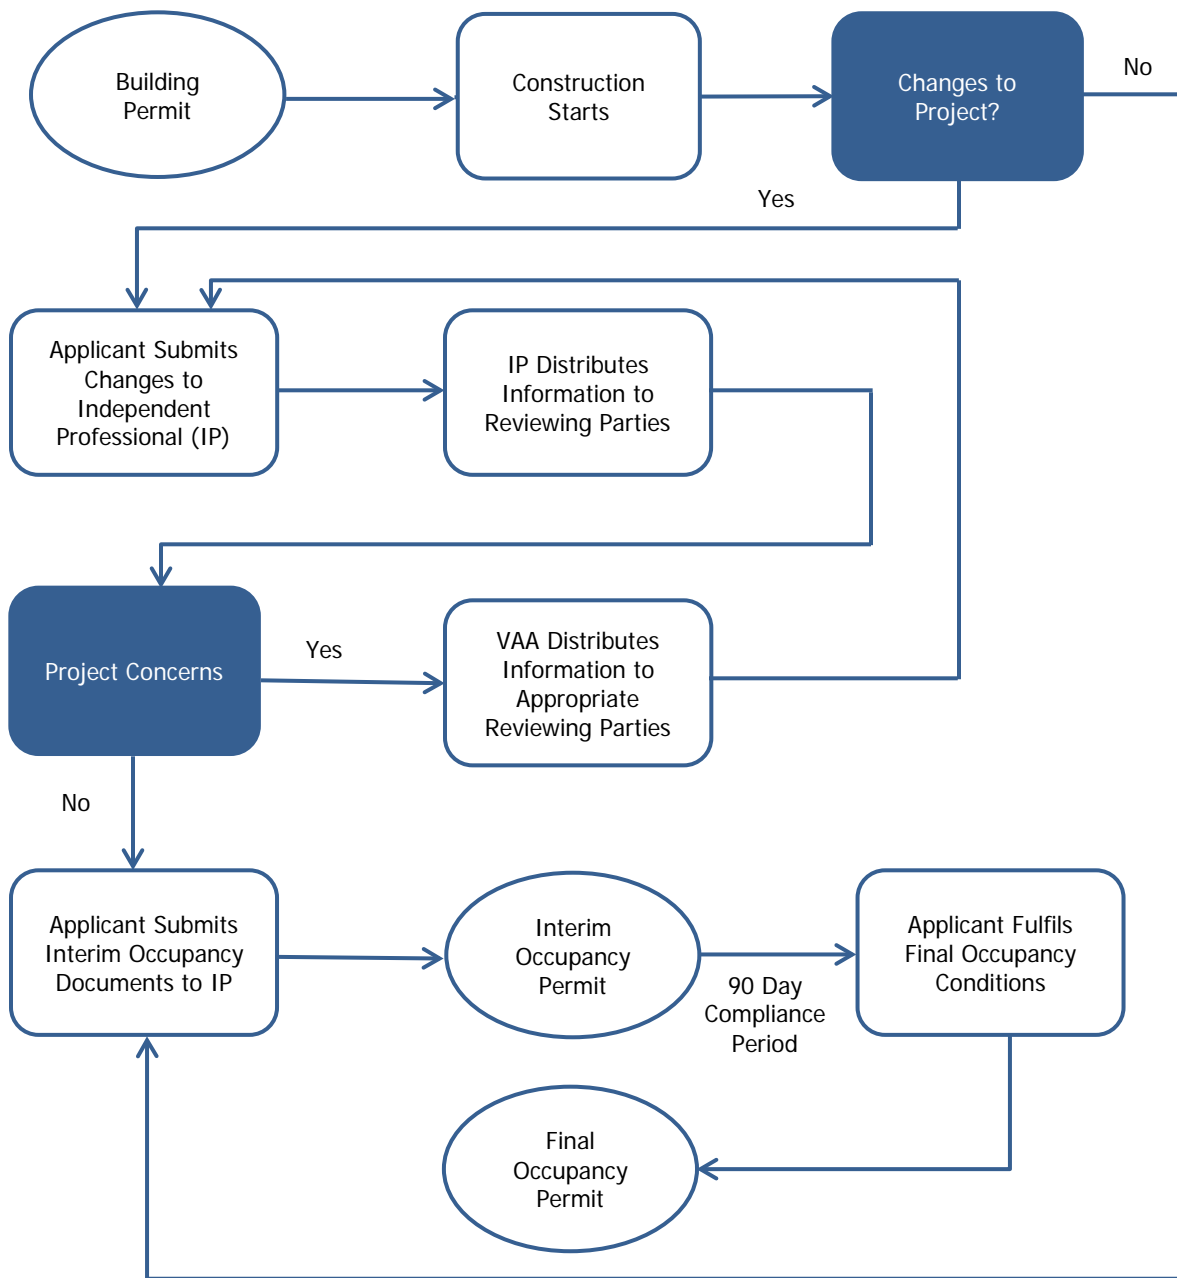 Building
Permit
Construction
Starts
Changes to
Project?
No
Yes
Applicant Submits
Changes to
Independent
Professional (IP)
IP Distributes
Information to
Reviewing Parties
Project Concerns
Yes
VAA Distributes
Information to
Appropriate
Reviewing Parties
No
Applicant Submits
Interim Occupancy
Documents to IP
Interim
Occupancy
Permit
90 Day
Compliance
Period
Applicant Fulfils
Final Occupancy
Conditions
Final
Occupancy
Permit